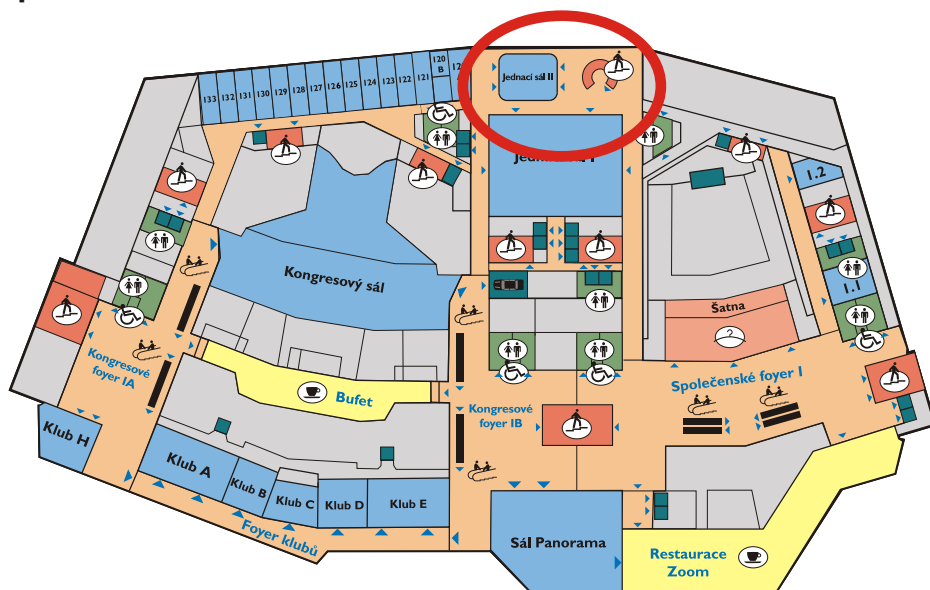 120
B
133
132
131
130
129
128
127
126
125
124
123
122
121
Jednací sál II
I.2
I.1
Kongresový sál
Šatna
Kongresové
foyer IA
Bufet
Kongresové
foyer IB
Společenské foyer I
Klub H
Klub A
Klub B
Klub C
Klub D
Klub E
Foyer klubů
Sál Panorama
Restaurace
Zoom